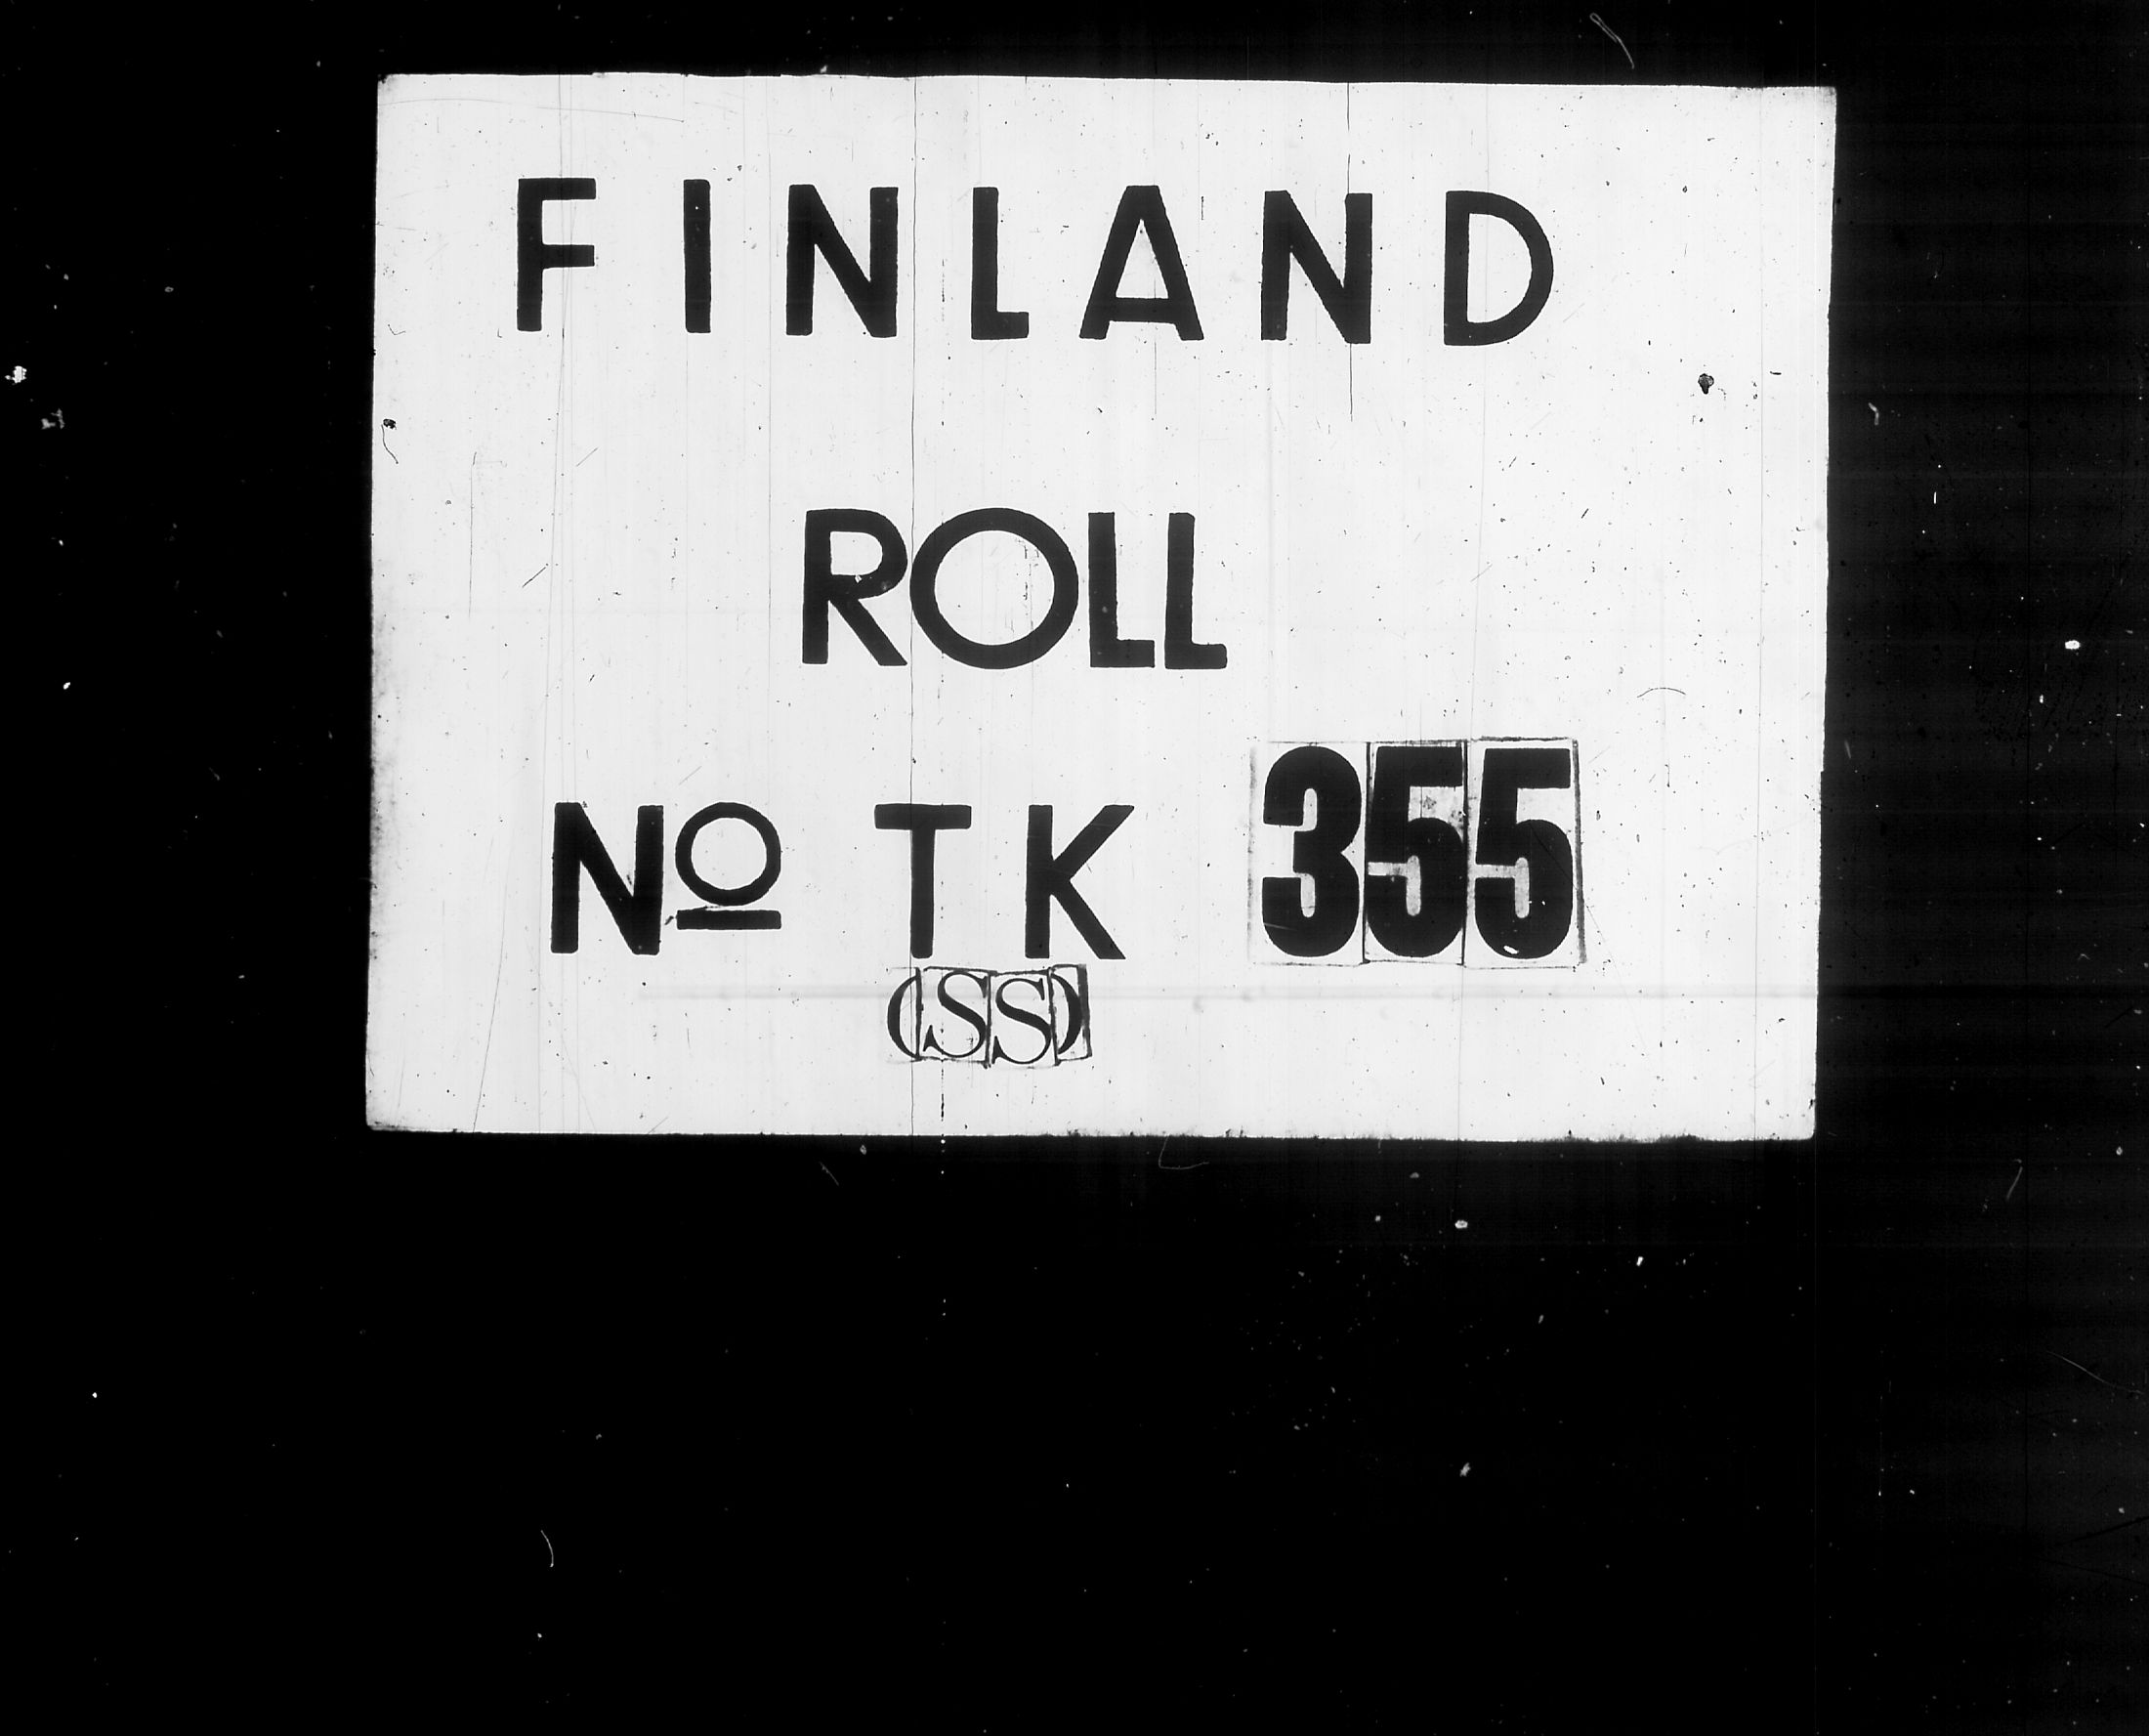 FINLAND
ROLL
Nº TK 355
(SS)